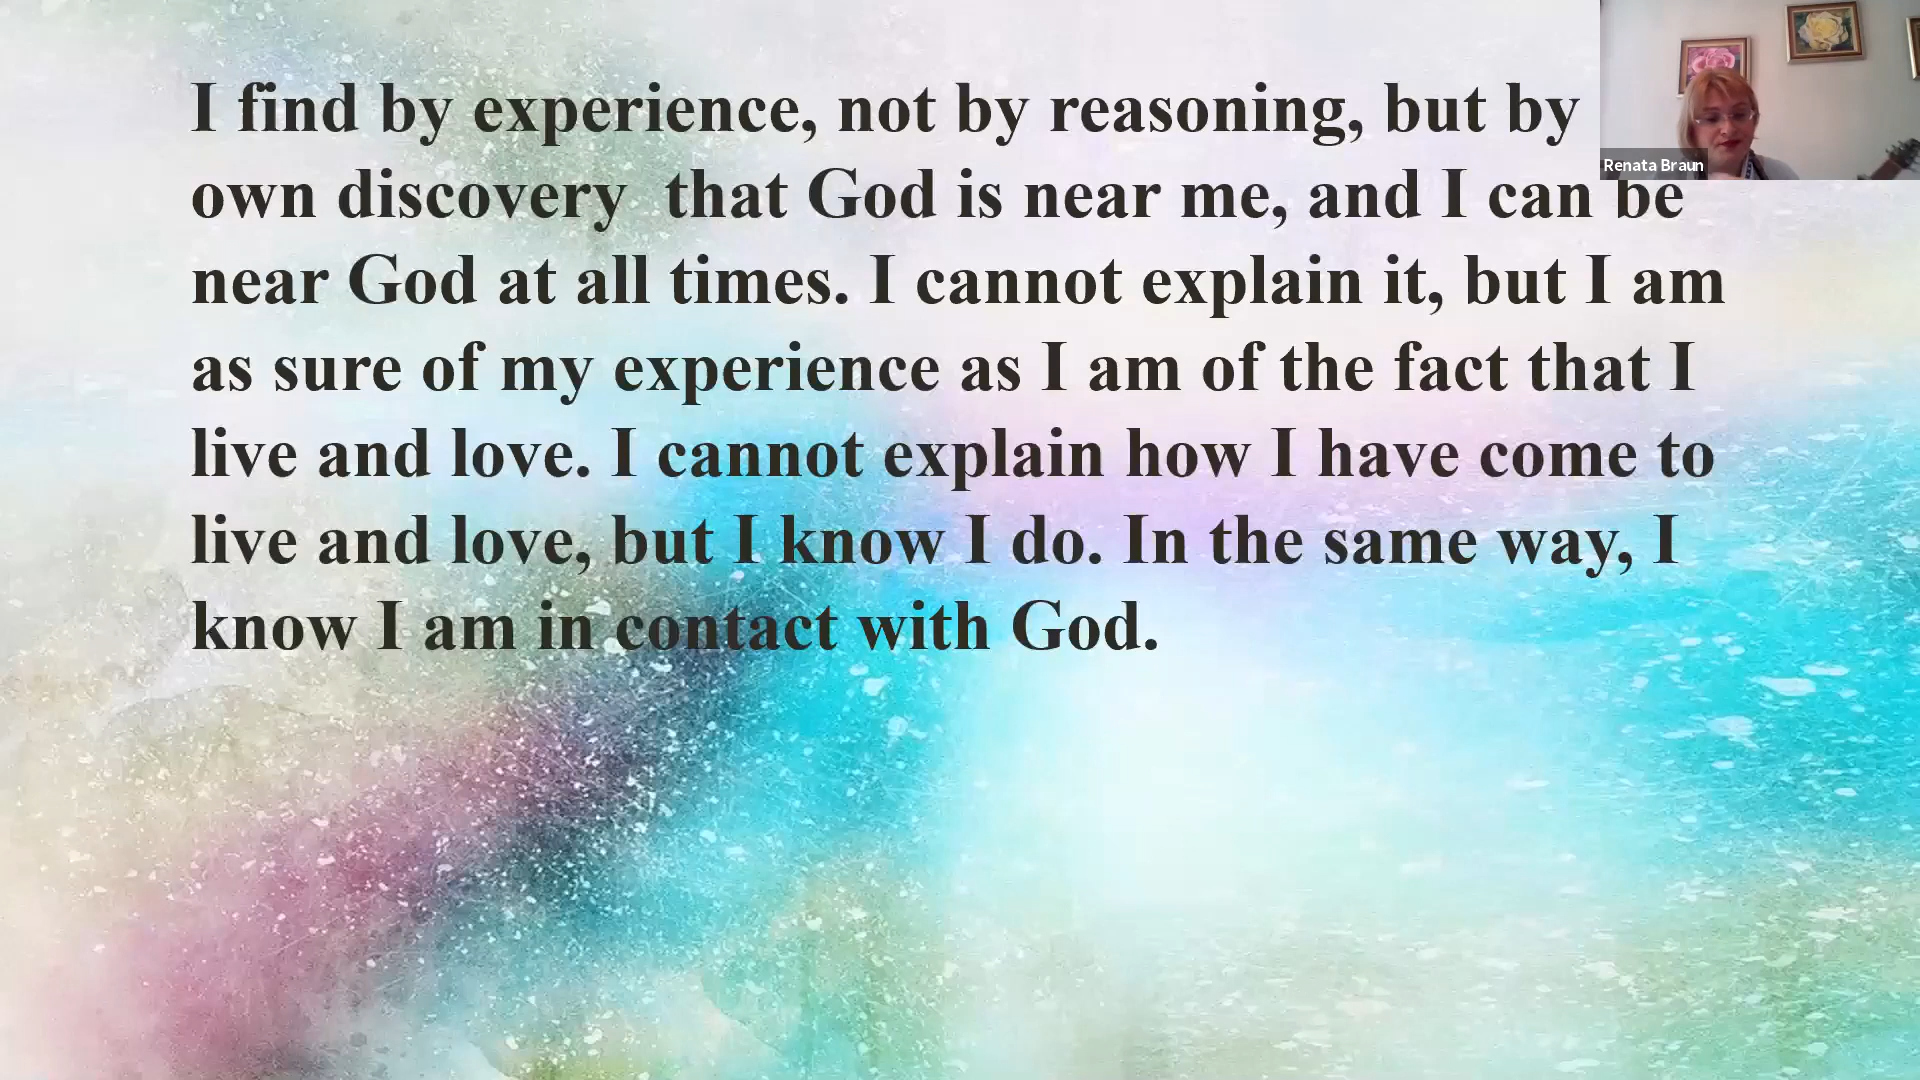 I find by experience, not by reasoning, but by
own discovery  that God is near me, and I can be
near God at all times. I cannot explain it, but I am
as sure of my experience as I am of the fact that I
live and love. I cannot explain how I have come to
live and love, but I know I do. In the same way, I
know I am in contact with God.
Renata Braun